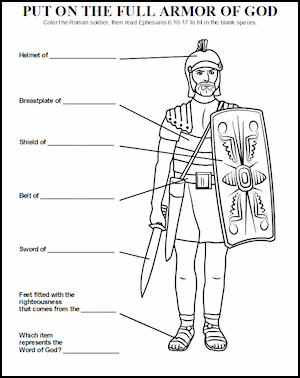 PUT ON THE FULL ARMOR OF GOD
Color the Roman soldier, then read Ephesians 6:10-17 to fill in the blank spaces.
Helmet of
Breastplate of
Shield of
Belt of
Sword of
Feet fitted with the
righteousness
that comes from the
Which item
represents the
Word of God?